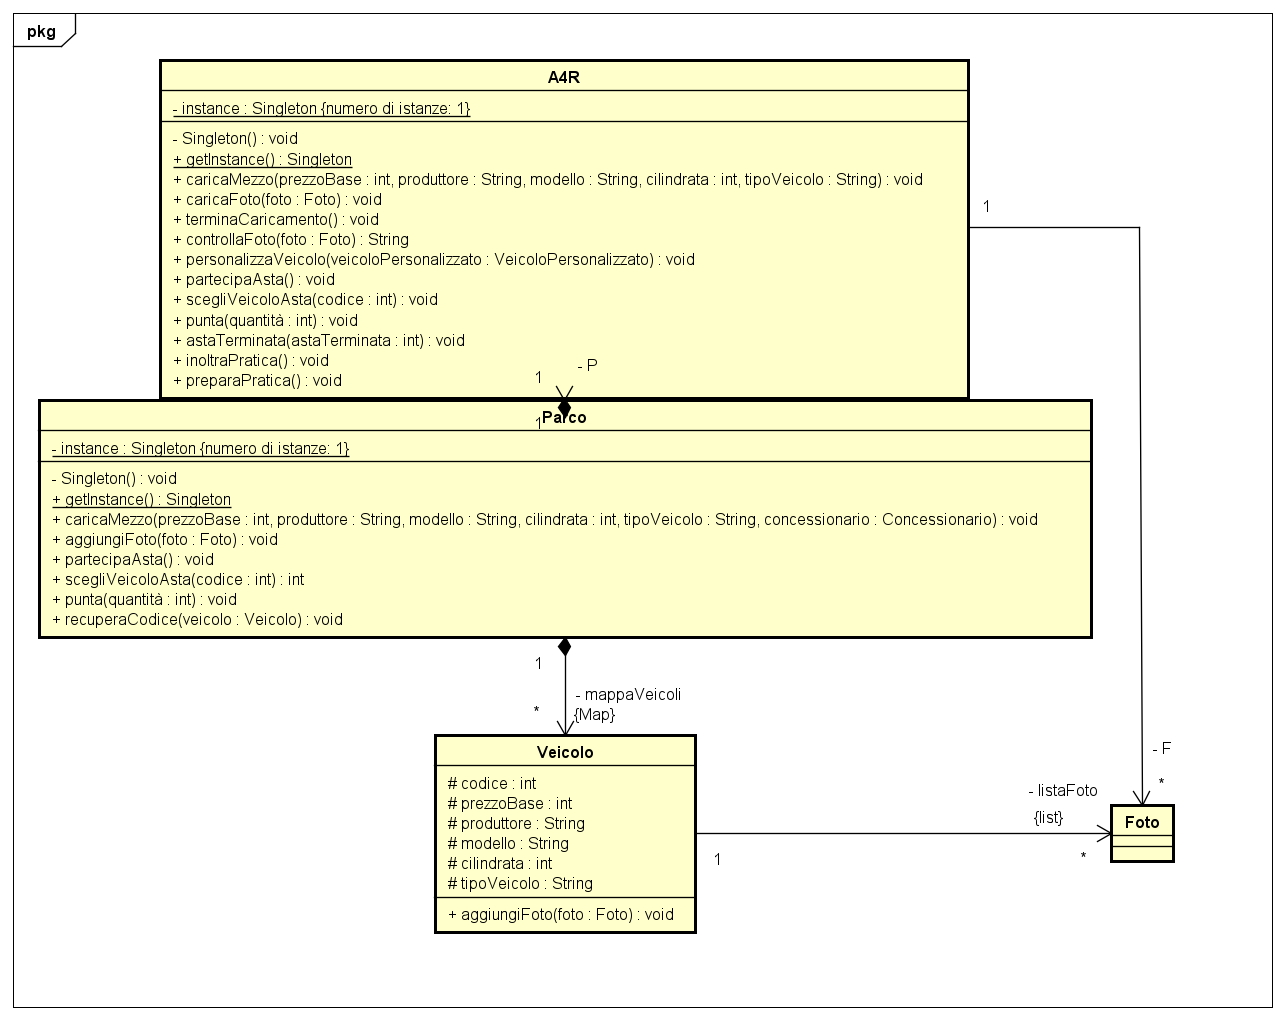 pkg
A4R
- instance : Singleton {numero di istanze: 1}
- Singleton() : void
+ getInstance() : Singleton
+ caricaMezzo(prezzoBase : int, produttore : String, modello : String, cilindrata : int, tipoVeicolo : String) : void
+ caricaFoto(foto : Foto) : void
+ terminaCaricamento() : void
+ controllaFoto(foto : Foto) : String
+ personalizzaVeicolo(veicoloPersonalizzato : VeicoloPersonalizzato) : void
+ partecipaAsta() : void
+ scegliVeicoloAsta(codice : int) : void
+ punta(quantità : int) : void
+ astaTerminata(astaTerminata : int) : void
+ inoltraPratica() : void
+ preparaPratica() : void
1
- P
1
1
Parco
- instance : Singleton {numero di istanze: 1}
- Singleton() : void
+ getInstance() : Singleton
+ caricaMezzo(prezzoBase : int, produttore : String, modello : String, cilindrata : int, tipoVeicolo : String, concessionario : Concessionario) : void
+ aggiungiFoto(foto : Foto) : void
+ partecipaAsta() : void
+ scegliVeicoloAsta(codice : int) : int
+ punta(quantità : int) : void
+ recuperaCodice(veicolo : Veicolo) : void
1
- mappaVeicoli
{Map}
*
Veicolo
# codice : int
# prezzoBase : int
# produttore : String
# modello : String
# cilindrata : int
# tipoVeicolo : String
+ aggiungiFoto(foto : Foto) : void
- F
*
- listaFoto
{list}
1
*
Foto